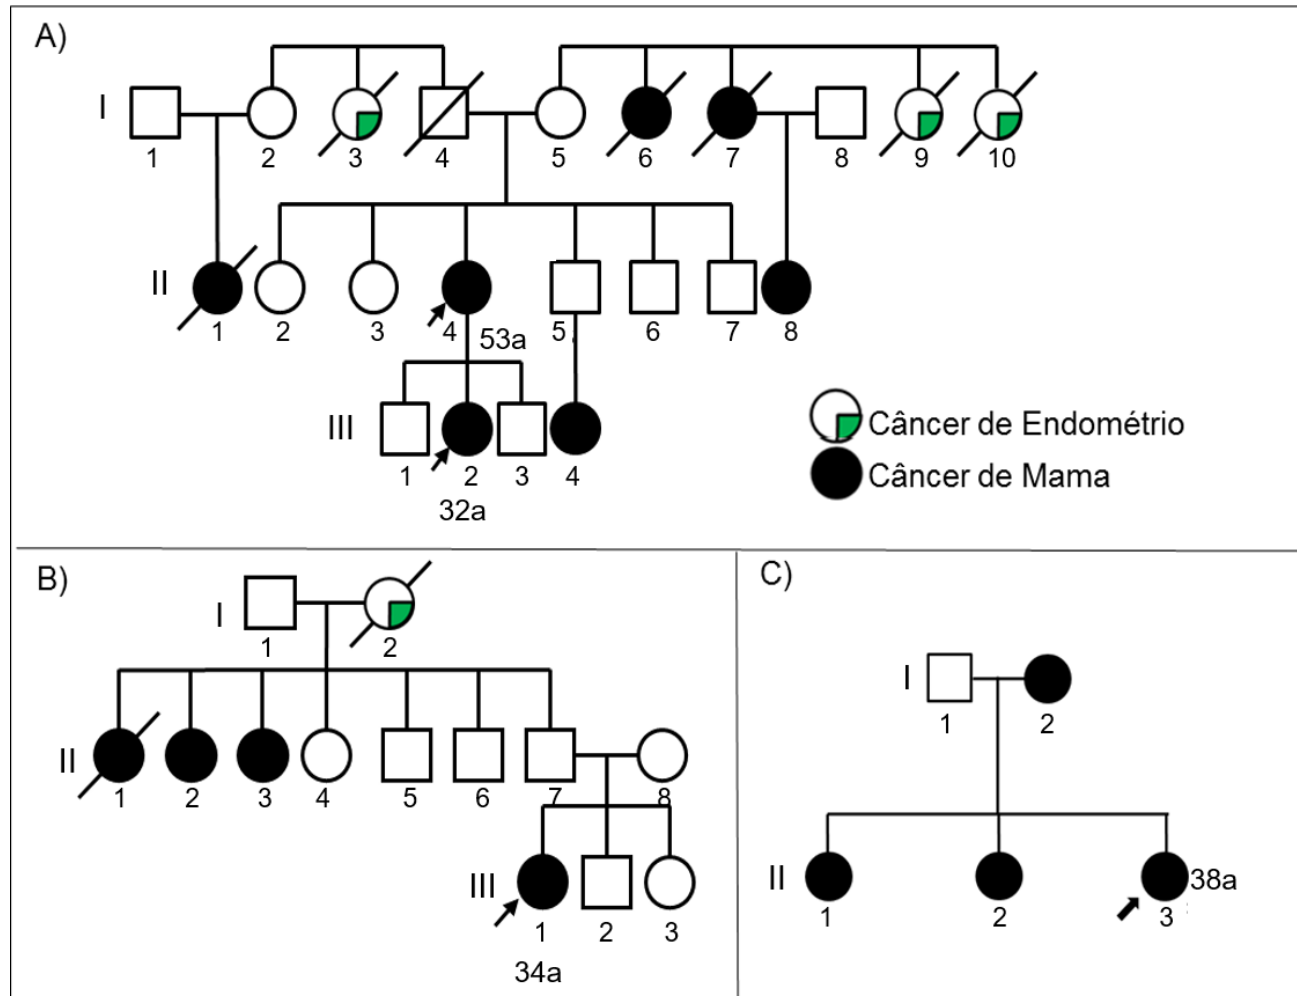 A)
I
1 2 3 4 5 6 7 8 9 10
II
1 2 3 4 53a 5 6 7 8
III
1 2 3 4
32a
Câncer de Endométrio
Câncer de Mama
B)
I
1 2
II
1 2 3 4 5 6 7 8
III
1 2 3
34a
C)
I
1 2
II
38a
1 2 3